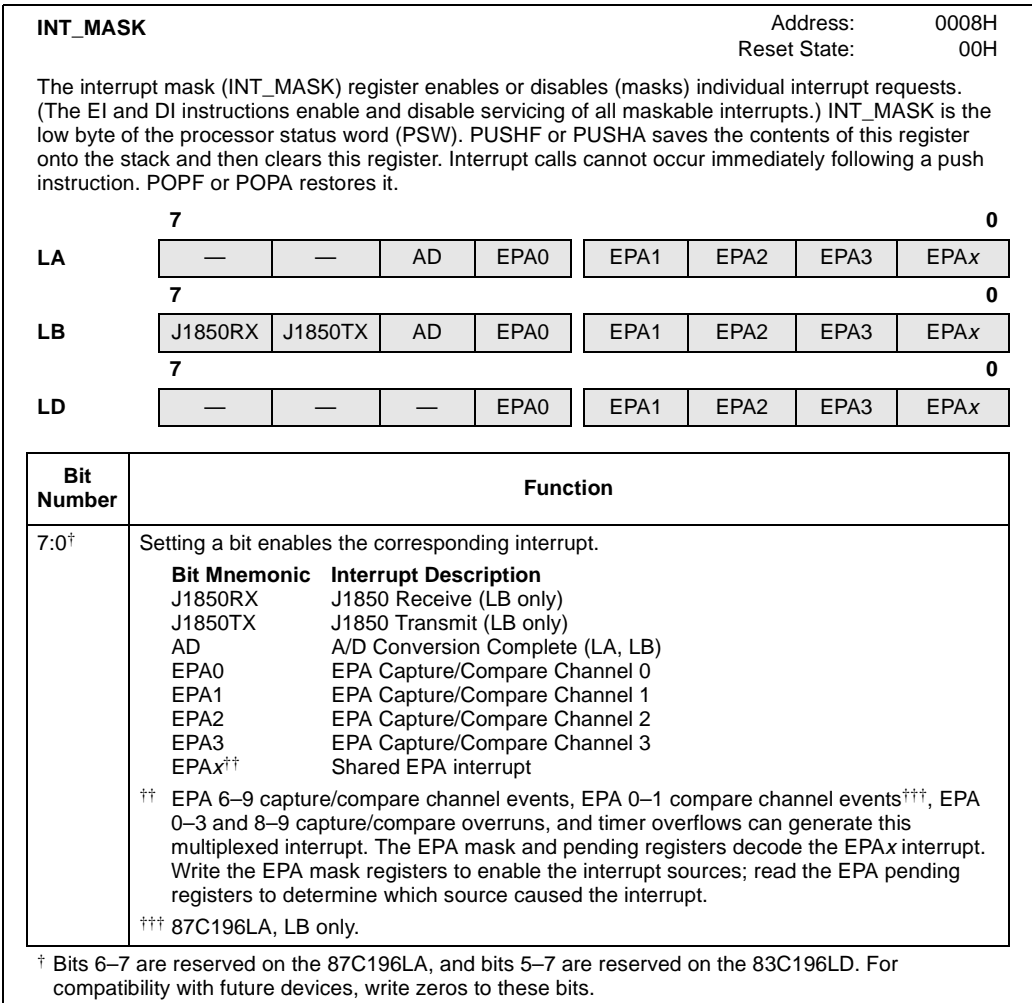 INT_MASK
Address: 0008H
Reset State: 00H
The interrupt mask (INT_MASK) register enables or disables (masks) individual interrupt requests.
(The EI and DI instructions enable and disable servicing of all maskable interrupts.) INT_MASK is the
low byte of the processor status word (PSW). PUSHF or PUSHA saves the contents of this register
onto the stack and then clears this register. Interrupt calls cannot occur immediately following a push
instruction. POPF or POPA restores it.
7 0
LA — — AD EPA0 EPA1 EPA2 EPA3 EPAx
7 0
LB J1850RX J1850TX AD EPA0 EPA1 EPA2 EPA3 EPAx
7 0
LD — — — EPA0 EPA1 EPA2 EPA3 EPAx
Bit
Number
Function
7:0† Setting a bit enables the corresponding interrupt.
Bit Mnemonic Interrupt Description
J1850RX J1850 Receive (LB only)
J1850TX J1850 Transmit (LB only)
AD A/D Conversion Complete (LA, LB)
EPA0 EPA Capture/Compare Channel 0
EPA1 EPA Capture/Compare Channel 1
EPA2 EPA Capture/Compare Channel 2
EPA3 EPA Capture/Compare Channel 3
EPAx†† Shared EPA interrupt
†† EPA 6–9 capture/compare channel events, EPA 0–1 compare channel events†††, EPA
0–3 and 8–9 capture/compare overruns, and timer overflows can generate this
multiplexed interrupt. The EPA mask and pending registers decode the EPAx interrupt.
Write the EPA mask registers to enable the interrupt sources; read the EPA pending
registers to determine which source caused the interrupt.
††† 87C196LA, LB only.
† Bits 6–7 are reserved on the 87C196LA, and bits 5–7 are reserved on the 83C196LD. For
compatibility with future devices, write zeros to these bits.